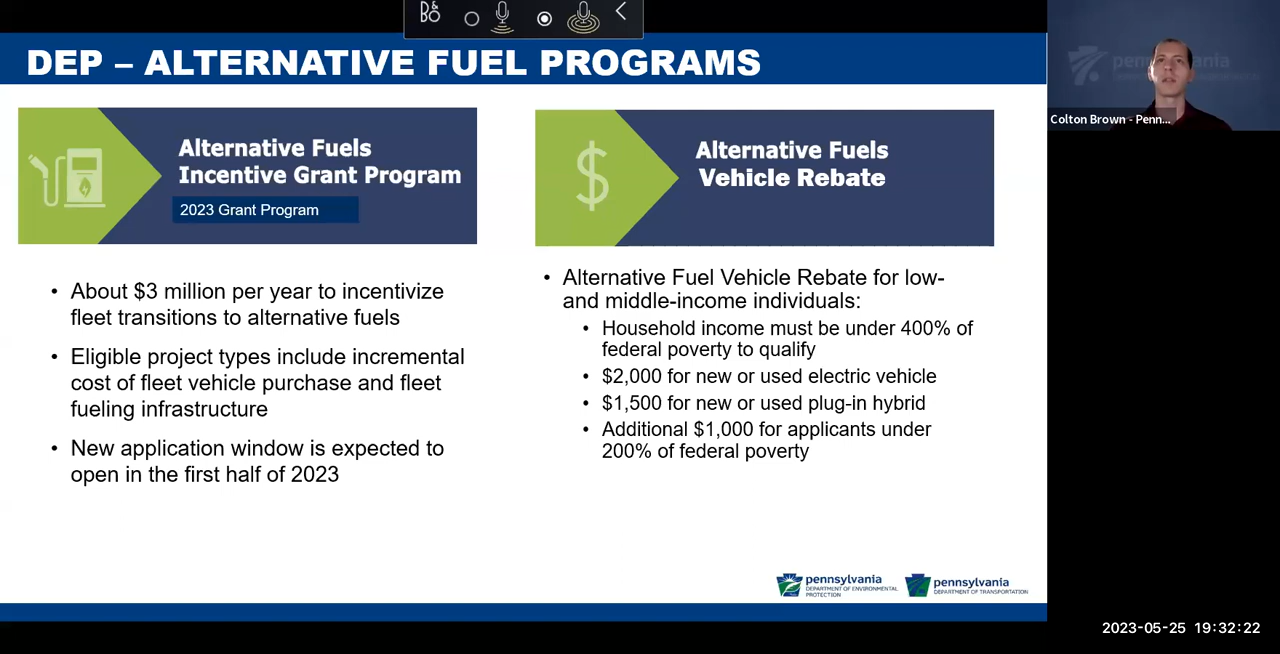 D&
BO
DEP – ALTERNATIVE FUEL PROGRAMS
Alternative Fuels
Incentive Grant Program
2023 Grant Program
• About $3 million per year to incentivize
fleet transitions to alternative fuels
• Eligible project types include incremental
cost of fleet vehicle purchase and fleet
fueling infrastructure
• New application window is expected to
open in the first half of 2023
Alternative Fuels
Vehicle Rebate
• Alternative Fuel Vehicle Rebate for low-
and middle-income individuals:
• Household income must be under 400% of
federal poverty to qualify
• $2,000 for new or used electric vehicle
• $1,500 for new or used plug-in hybrid
• Additional $1,000 for applicants under
200% of federal poverty
pennsylvania
DEPARTMENT OF ENVIRONMENTAL
PROTECTION
pennsylvania
DEPARTMENT OF TRANSPORTATION
Colton Brown - Penn...
2023-05-25 19:32:22